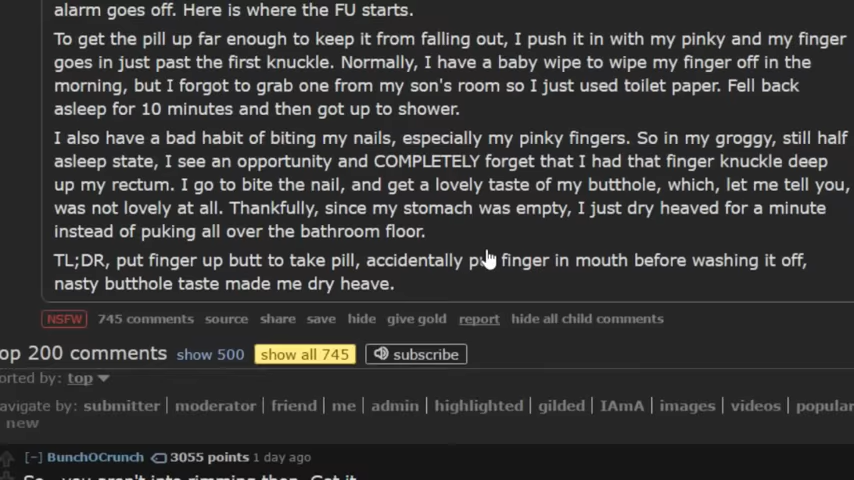 alarm goes off. Here is where the FU starts.
To get the pill up far enough to keep it from falling out, I push it in with my pinky and my finger
goes in just past the first knuckle. Normally, I have a baby wipe to wipe my finger off in the
morning, but I forgot to grab one from my son's room so I just used toilet paper. Fell back
asleep for 10 minutes and then got up to shower.
I also have a bad habit of biting my nails, especially my pinky fingers. So in my groggy, still half
asleep state, I see an opportunity and COMPLETELY forget that I had that finger knuckle deep
up my rectum. I go to bite the nail, and get a lovely taste of my butthole, which, let me tell you,
was not lovely at all. Thankfully, since my stomach was empty, I just dry heaved for a minute
instead of puking all over the bathroom floor.
TL;DR, put finger up butt to take pill, accidentally put finger in mouth before washing it off,
nasty butthole taste made me dry heave.
NSFW 745 comments source share save hide give gold report hide all child comments
op 200 comments show 500 show all 745 subscribe
orted by: top
avigate by: submitter | moderator | friend | me | admin | highlighted | gilded | IAmA | images | videos | popular
new
[–] BunchOCrunch 3055 points 1 day ago
So...you aren't into rimming then. Got it.